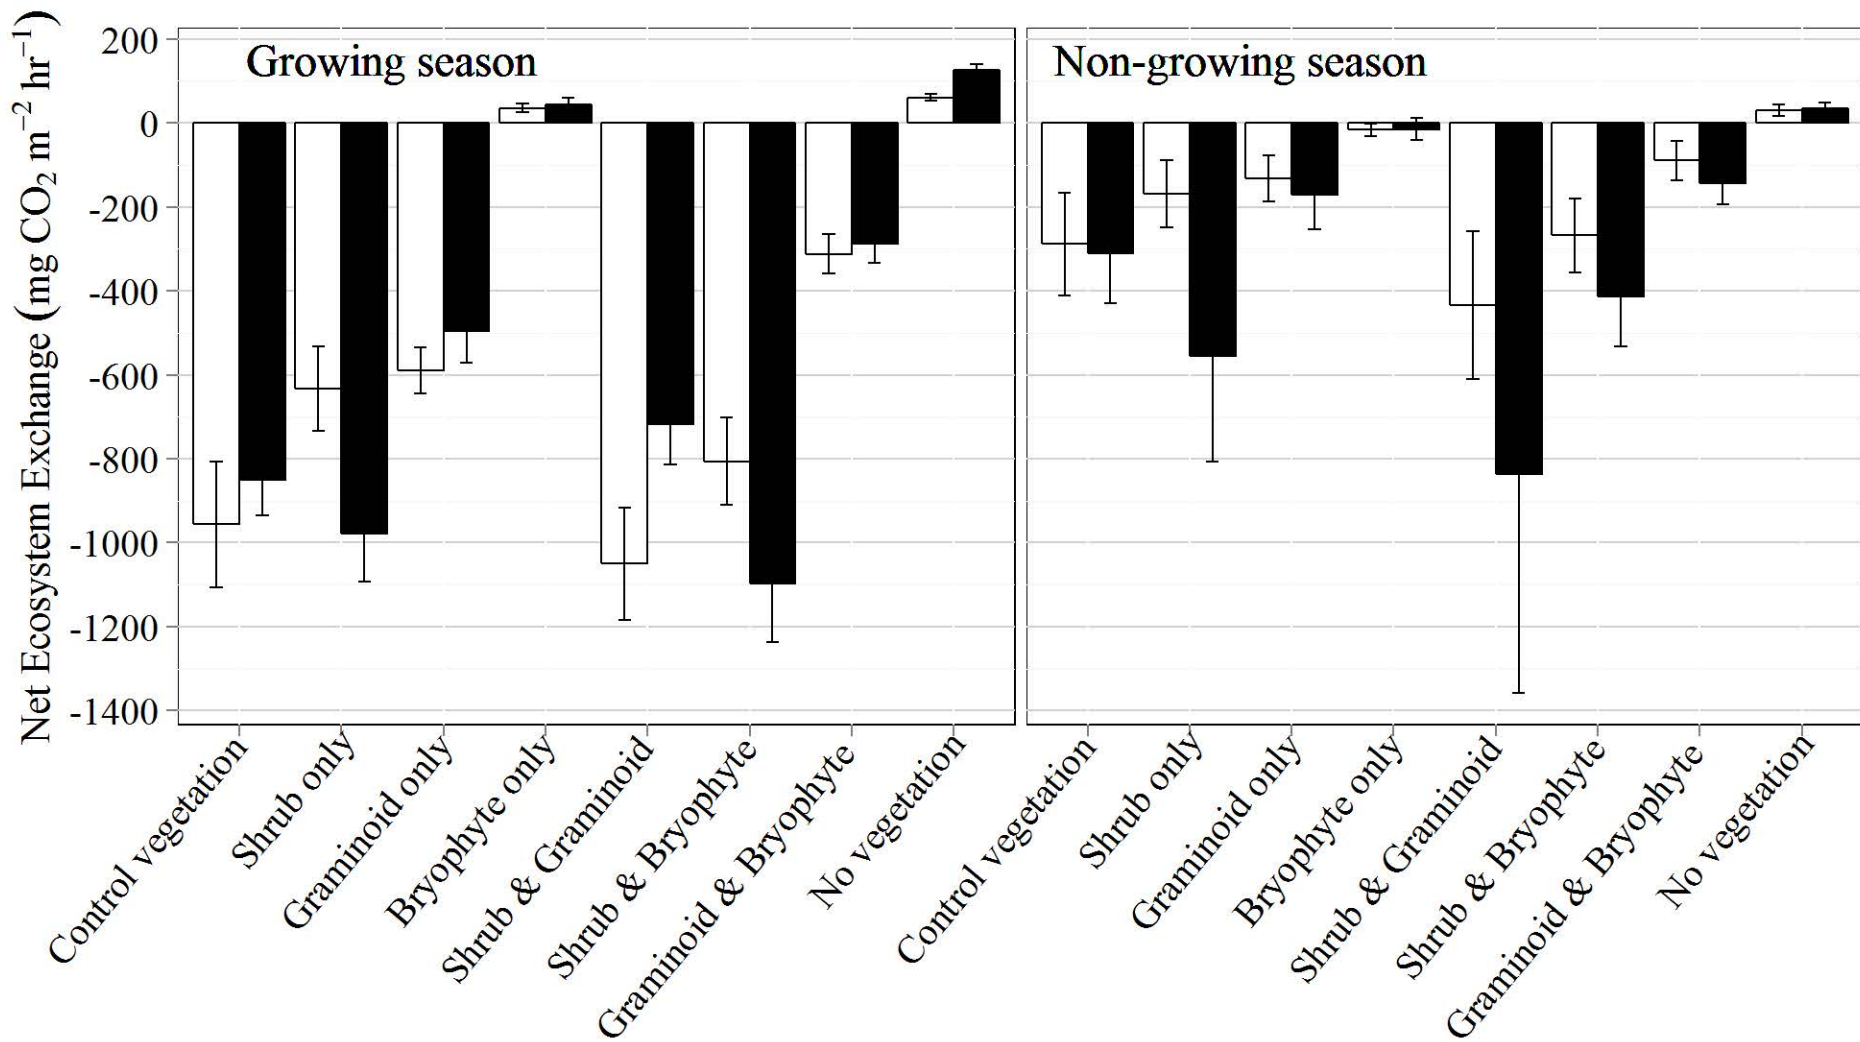 Net Ecosystem Exchange (mg CO₂ m⁻² hr⁻¹)
200
0
-200
-400
-600
-800
-1000
-1200
-1400
Growing season
Non-growing season
Control vegetation
Shrub only
Graminoid only
Bryophyte only
Shrub & Graminoid
Shrub & Bryophyte
Graminoid & Bryophyte
No vegetation
Control vegetation
Shrub only
Graminoid only
Bryophyte only
Shrub & Graminoid
Shrub & Bryophyte
Graminoid & Bryophyte
No vegetation